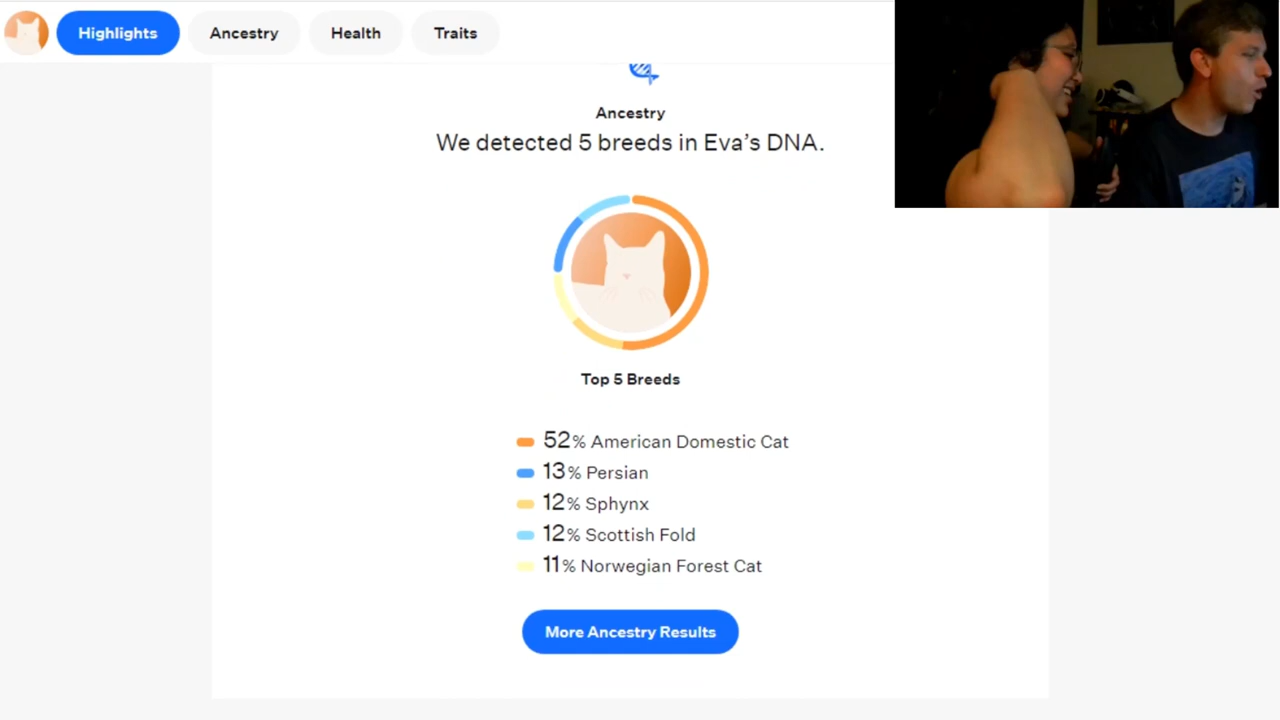 Highlights
Ancestry
Health
Traits
Ancestry
We detected 5 breeds in Eva’s DNA.
Top 5 Breeds
52% American Domestic Cat
13% Persian
12% Sphynx
12% Scottish Fold
11% Norwegian Forest Cat
More Ancestry Results